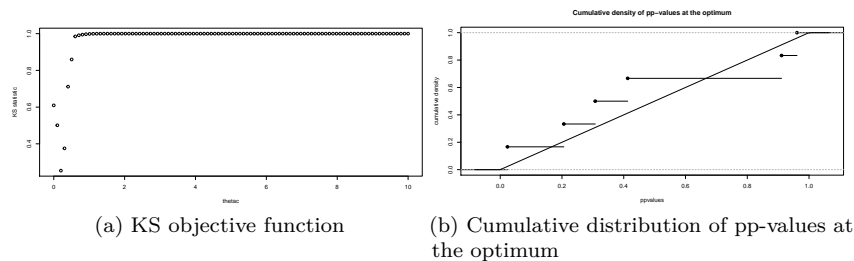 Cumulative density of pp−values at the optimum
KS statistic
0.4 0.6 0.8 1.0
0 2 4 6 8 10
thetac
cumulative density
0.0 0.2 0.4 0.6 0.8 1.0
0.0 0.2 0.4 0.6 0.8 1.0
ppvalues
(a) KS objective function
(b) Cumulative distribution of pp-values at
the optimum